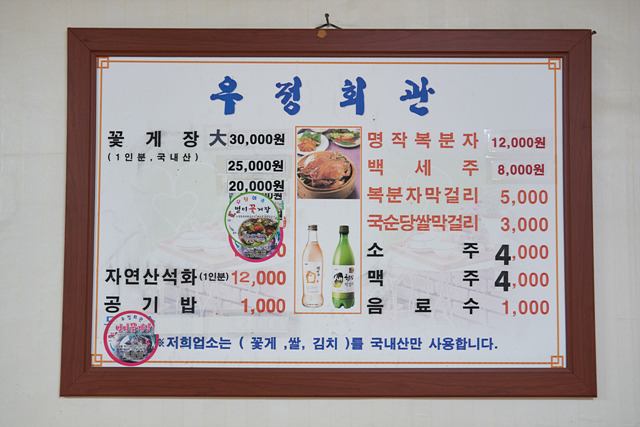 우정회관
꽃게장 大 30,000원
(1인분,국내산)
25,000원
20,000원
자연산석화(1인분) 12,000
공기밥 1,000
명작복분자 12,000원
백세주 8,000원
복분자막걸리 5,000
국순당쌀막걸리 3,000
소주 4,000
맥주 4,000
음료수 1,000
※저희업소는 ( 꽃게 ,쌀, 김치 )를 국내산만 사용합니다.